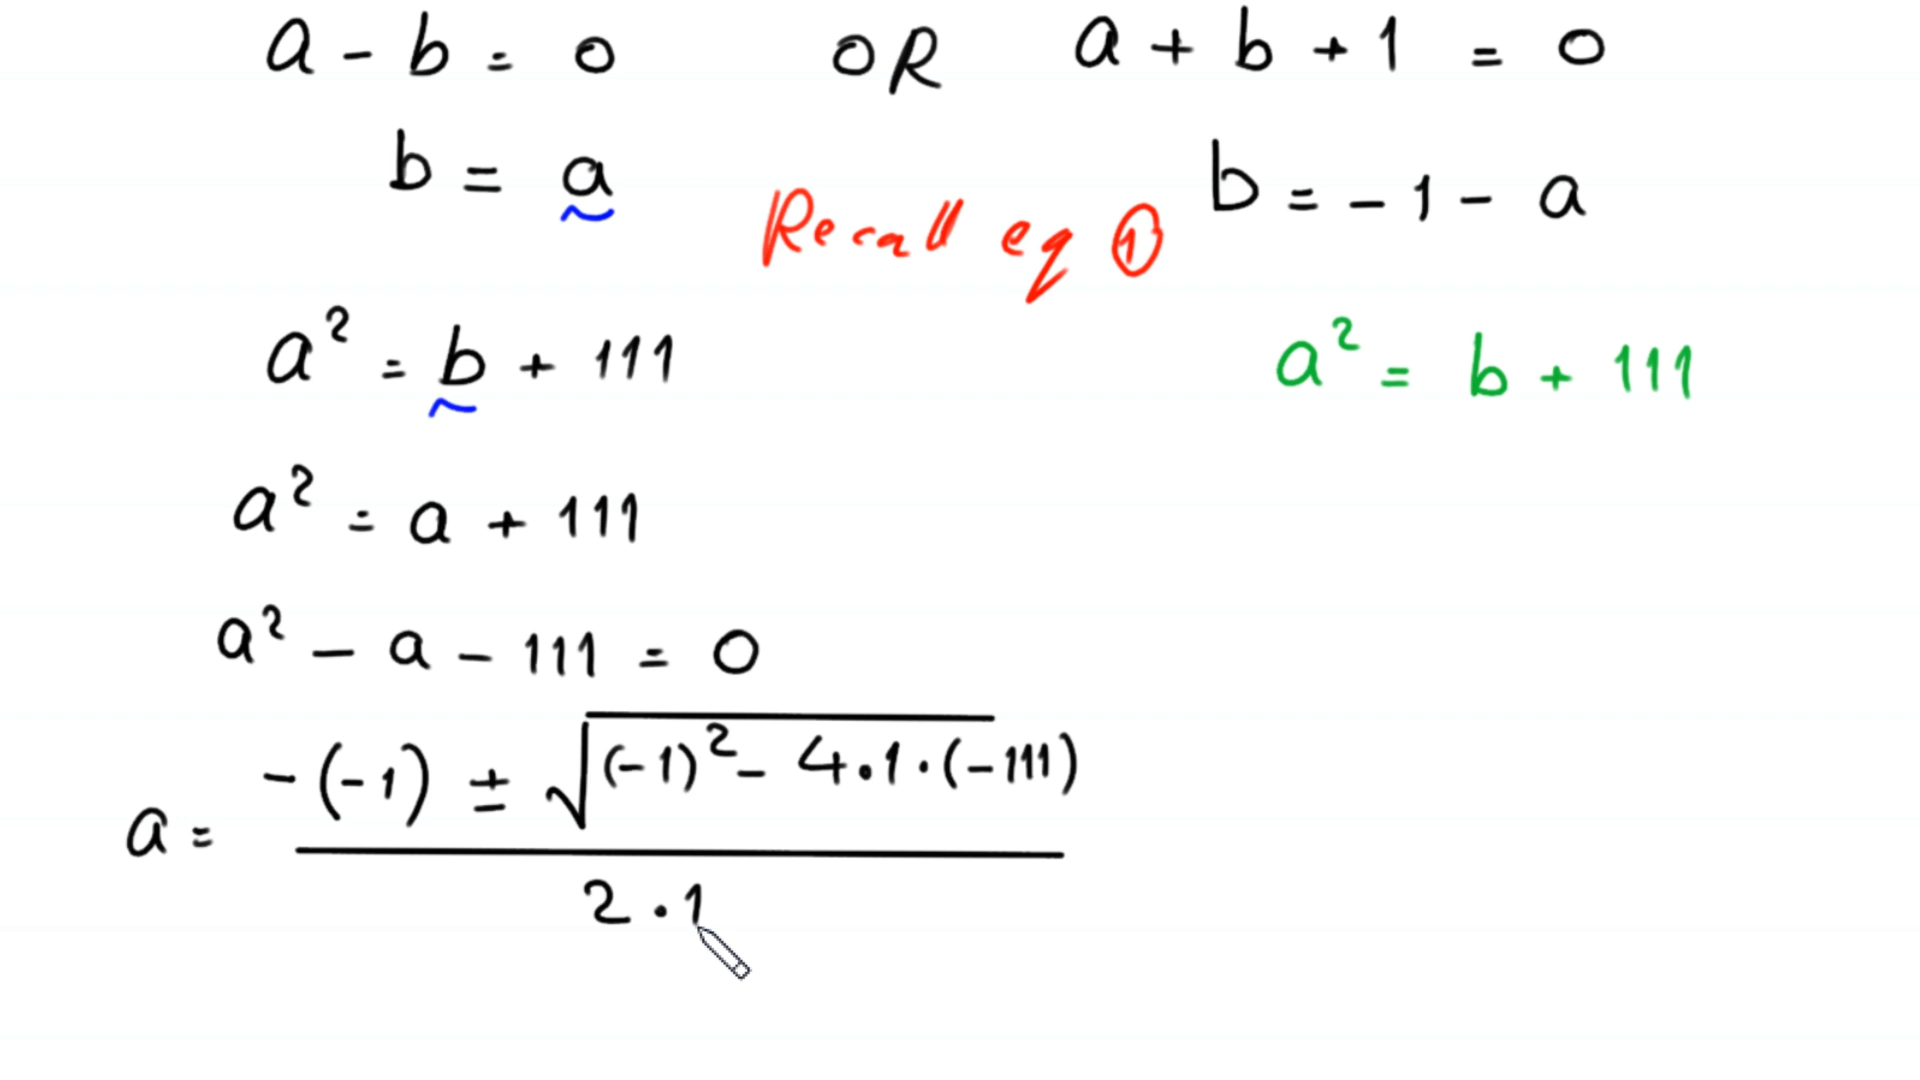 a - b = 0 OR a + b + 1 = 0
b = a Recall eq ① b = - 1 - a
a² = b + 111 a² = b + 111
a² = a + 111
a² - a - 111 = 0
a = -(-1) ± √(-1)² - 4·1·(-111)
2·1